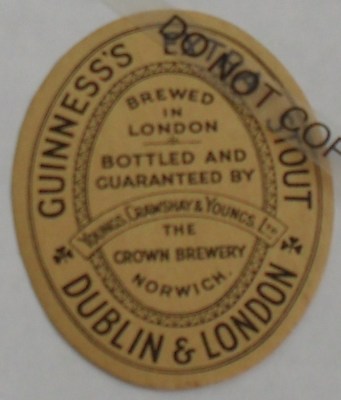 GUINNESS'S EXTRA STOUT
BREWED
IN
LONDON
BOTTLED AND
GUARANTEED BY
YOUNGS, CRAWSHAY & YOUNGS, LTD
THE
CROWN BREWERY
NORWICH.
DUBLIN & LONDON
DO NOT COP